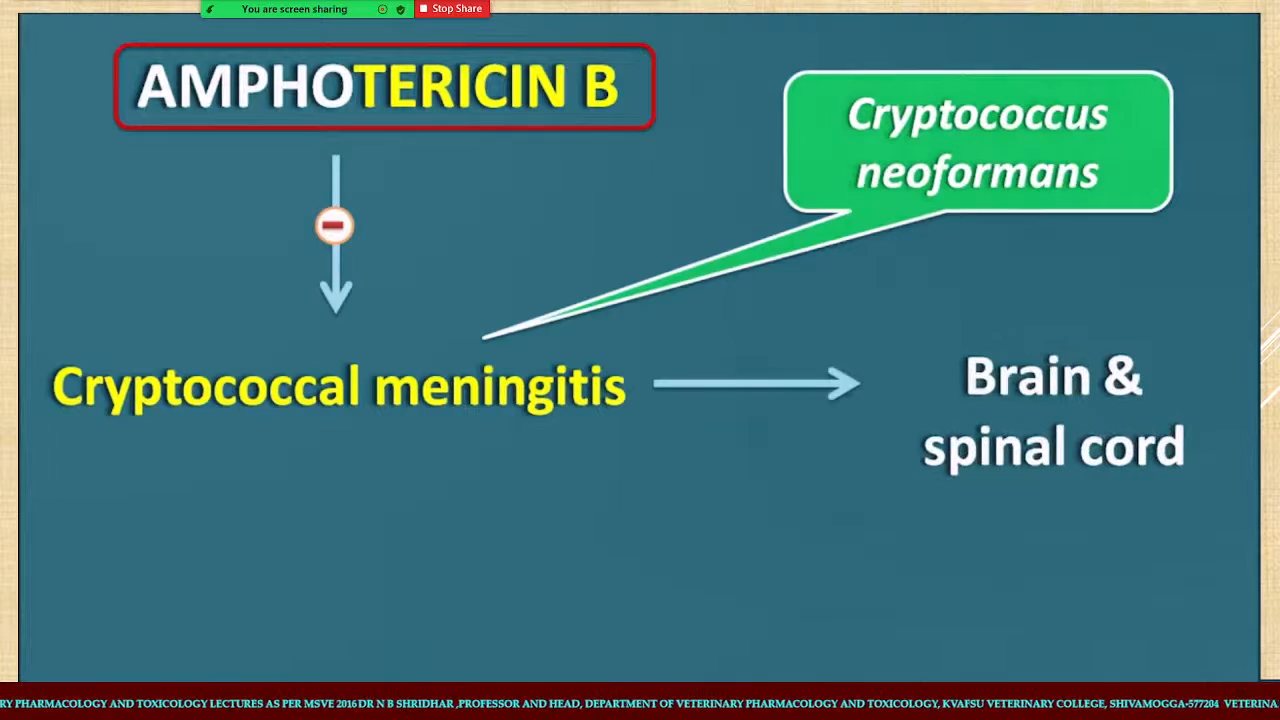 You are screen sharing
Stop Share
AMPHOTERICIN B
Cryptococcus
neoformans
Cryptococcal meningitis
Brain &
spinal cord
RY PHARMACOLOGY AND TOXICOLOGY LECTURES AS PER MSVE 2016 DR N B SHRIDHAR ,PROFESSOR AND HEAD, DEPARTMENT OF VETERINARY PHARMACOLOGY AND TOXICOLOGY, KVAFSU VETERINARY COLLEGE, SHIVAMOGGA-577204 VETERINA